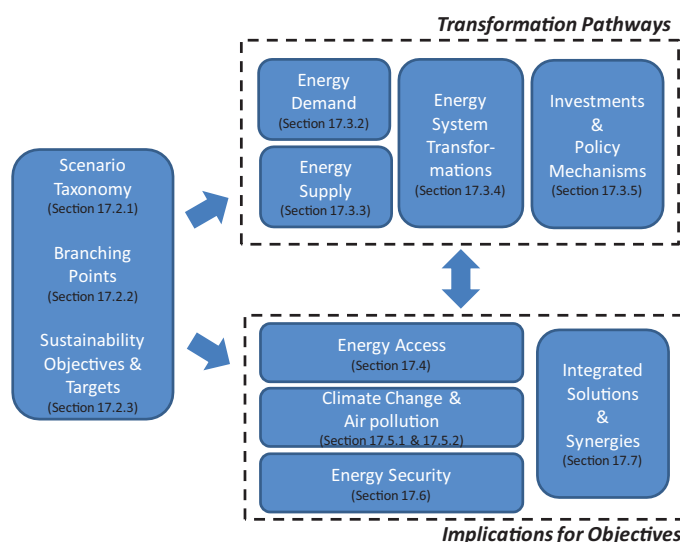 Transformation Pathways
Energy
Demand
(Section 17.3.2)
Energy
Supply
(Section 17.3.3)
Energy
System
Transfor-
mations
(Section 17.3.4)
Investments
&
Policy
Mechanisms
(Section 17.3.5)
Scenario
Taxonomy
(Section 17.2.1)
Branching
Points
(Section 17.2.2)
Sustainability
Objectives &
Targets
(Section 17.2.3)
Energy Access
(Section 17.4)
Climate Change &
Air pollution
(Section 17.5.1 & 17.5.2)
Energy Security
(Section 17.6)
Integrated
Solutions
&
Synergies
(Section 17.7)
Implications for Objectives